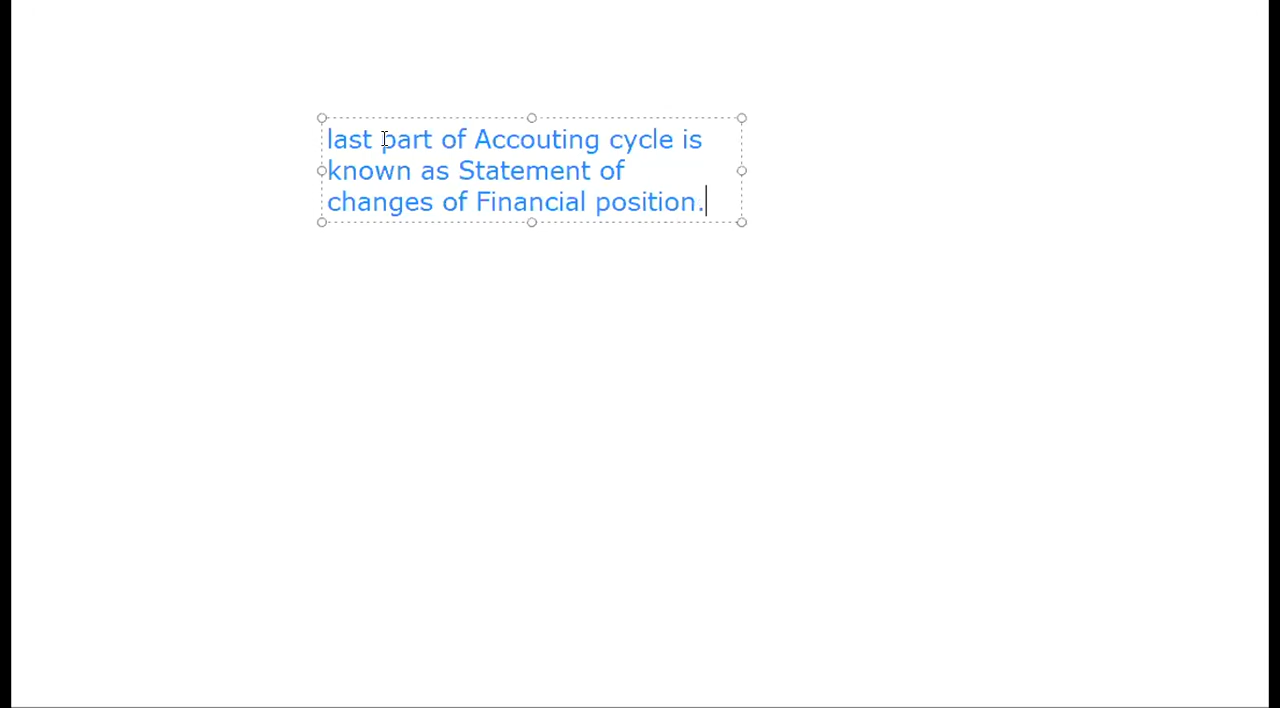 last part of Accouting cycle is
known as Statement of
changes of Financial position.